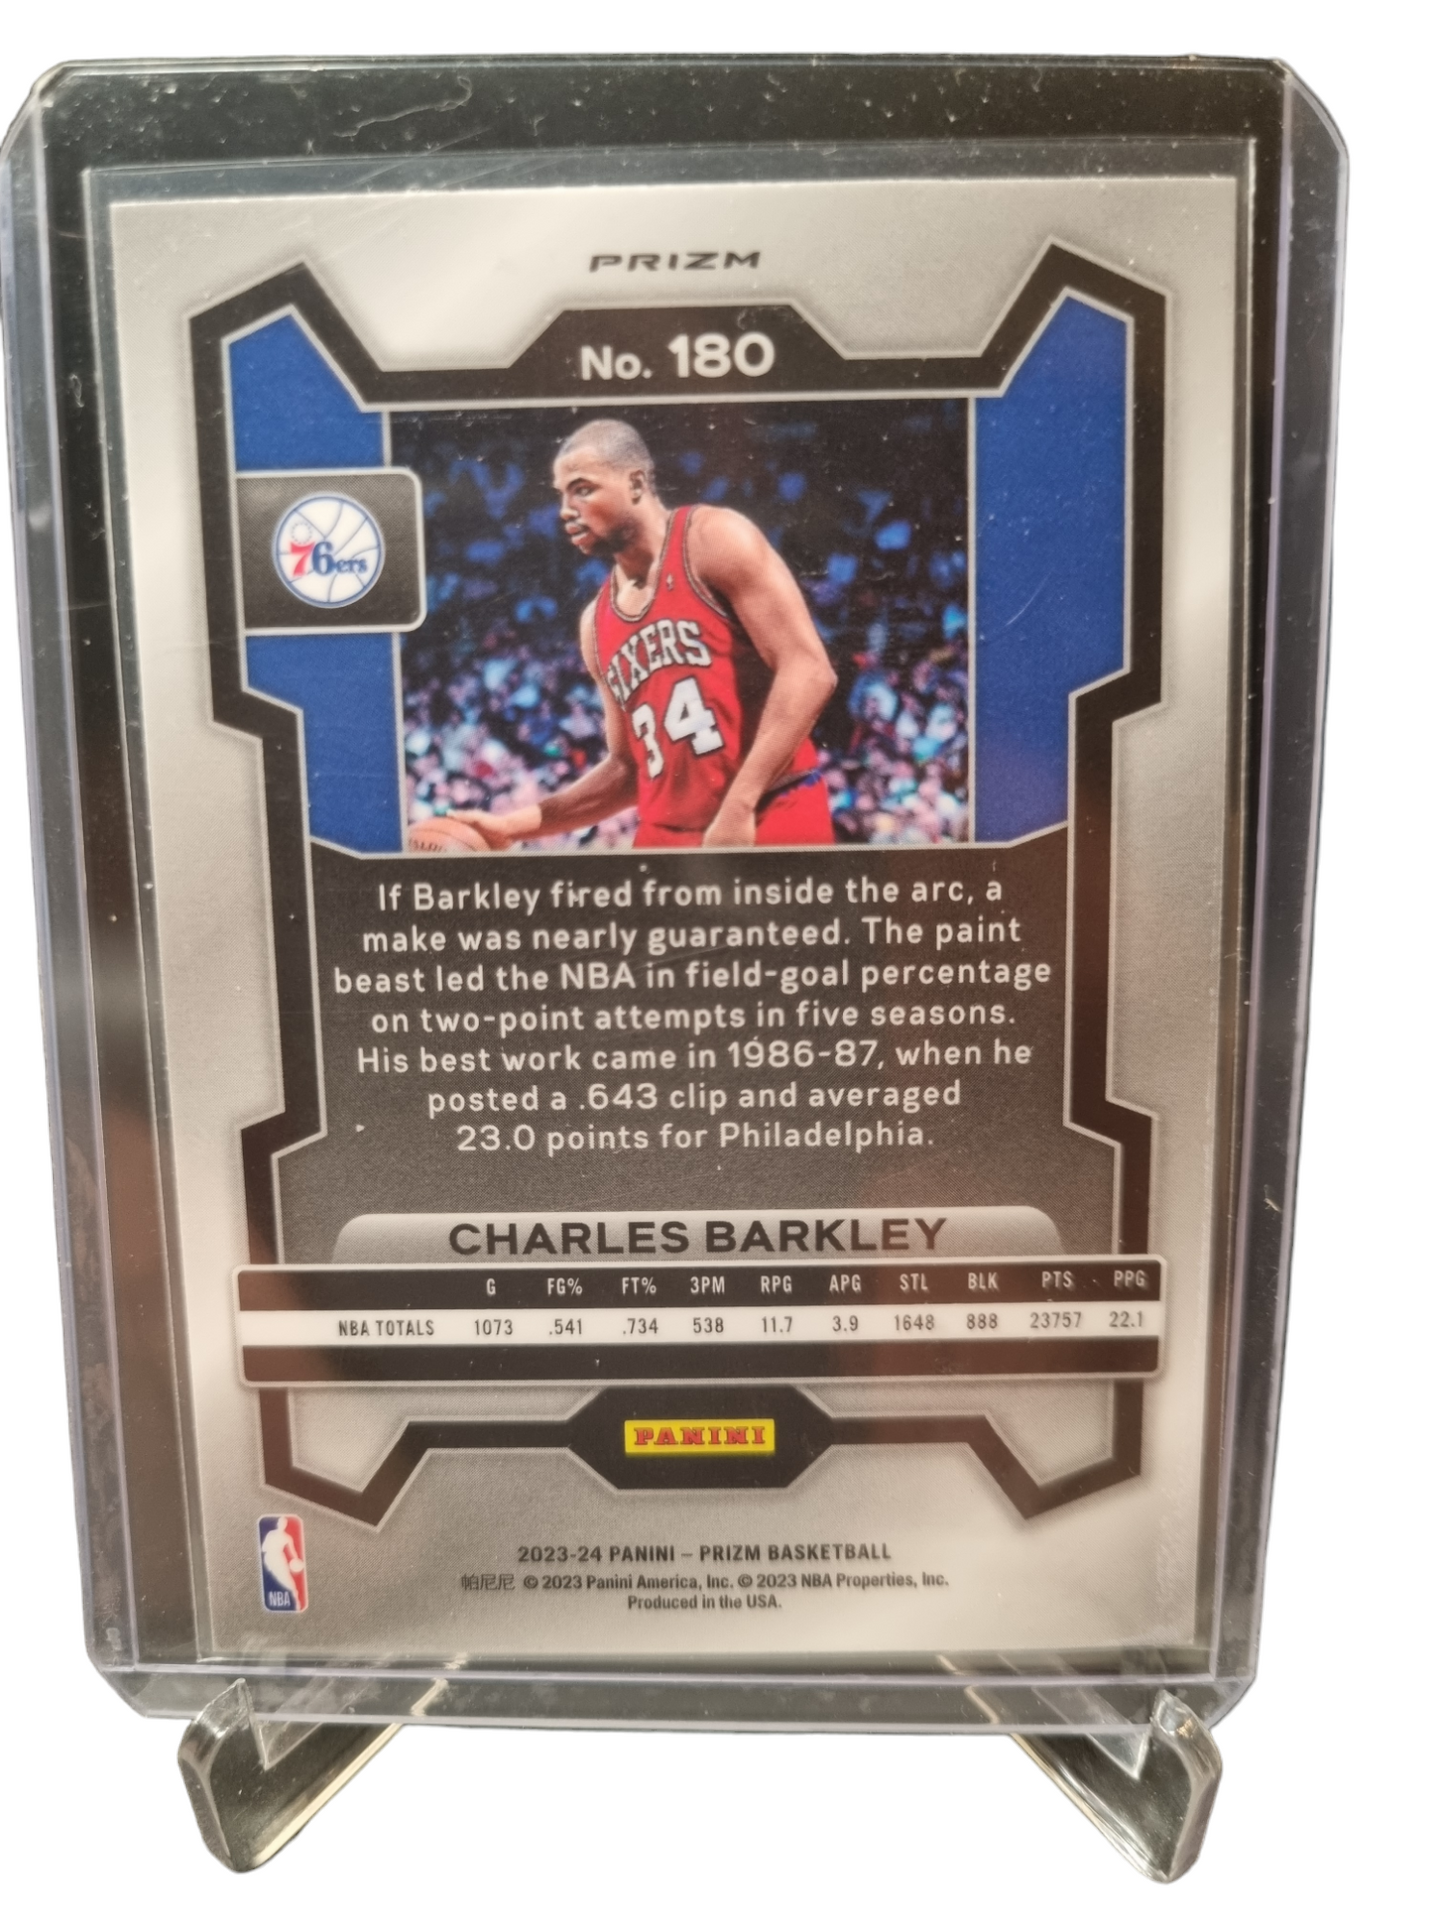 PRIZM
No. 180
76ers
SIXERS
34
If Barkley fired from inside the arc, a
make was nearly guaranteed. The paint
beast led the NBA in field-goal percentage
on two-point attempts in five seasons.
His best work came in 1986-87, when he
posted a .643 clip and averaged
23.0 points for Philadelphia.
CHARLES BARKLEY
G FG% FT% 3PM RPG APG STL BLK PTS PPG
NBA TOTALS 1073 .541 .734 538 11.7 3.9 1648 888 23757 22.1
PANINI
NBA
2023-24 PANINI – PRIZM BASKETBALL
帕尼尼 © 2023 Panini America, Inc. © 2023 NBA Properties, Inc.
Produced in the USA.